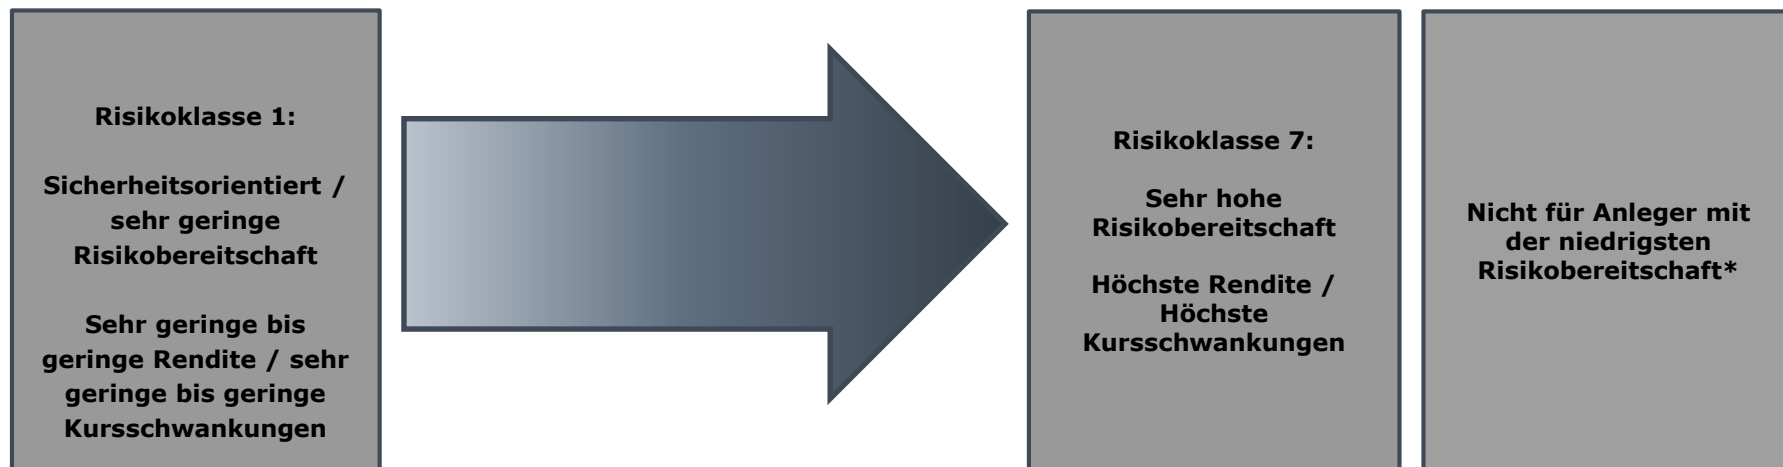 Risikoklasse 1:
Sicherheitsorientiert /
sehr geringe
Risikobereitschaft
Sehr geringe bis
geringe Rendite / sehr
geringe bis geringe
Kursschwankungen
Risikoklasse 7:
Sehr hohe
Risikobereitschaft
Höchste Rendite /
Höchste
Kursschwankungen
Nicht für Anleger mit
der niedrigsten
Risikobereitschaft*